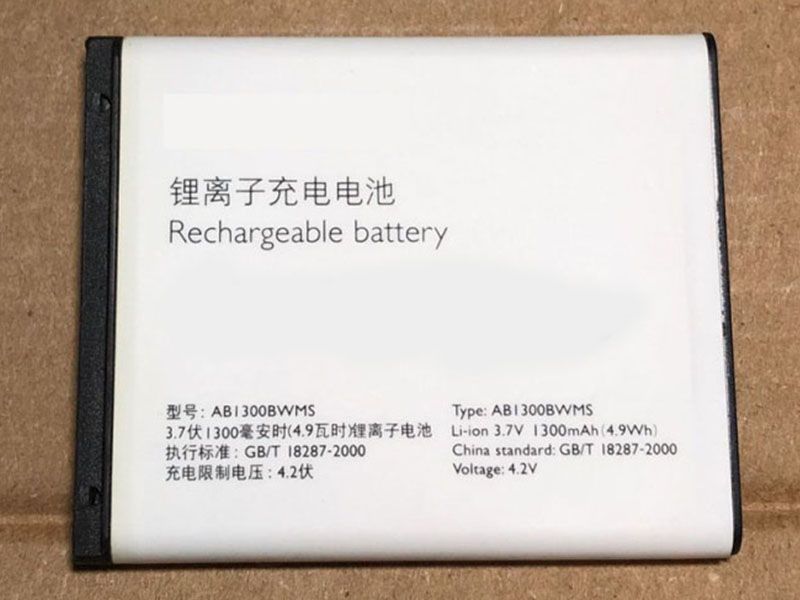 锂离子充电电池
Rechargeable battery
型号: AB1300BWMS
3.7伏1300毫安时(4.9瓦时)锂离子电池
执行标准: GB/T 18287-2000
充电限制电压: 4.2伏
Type: AB1300BWMS
Li-ion 3.7V 1300mAh(4.9Wh)
China standard: GB/T 18287-2000
Voltage: 4.2V